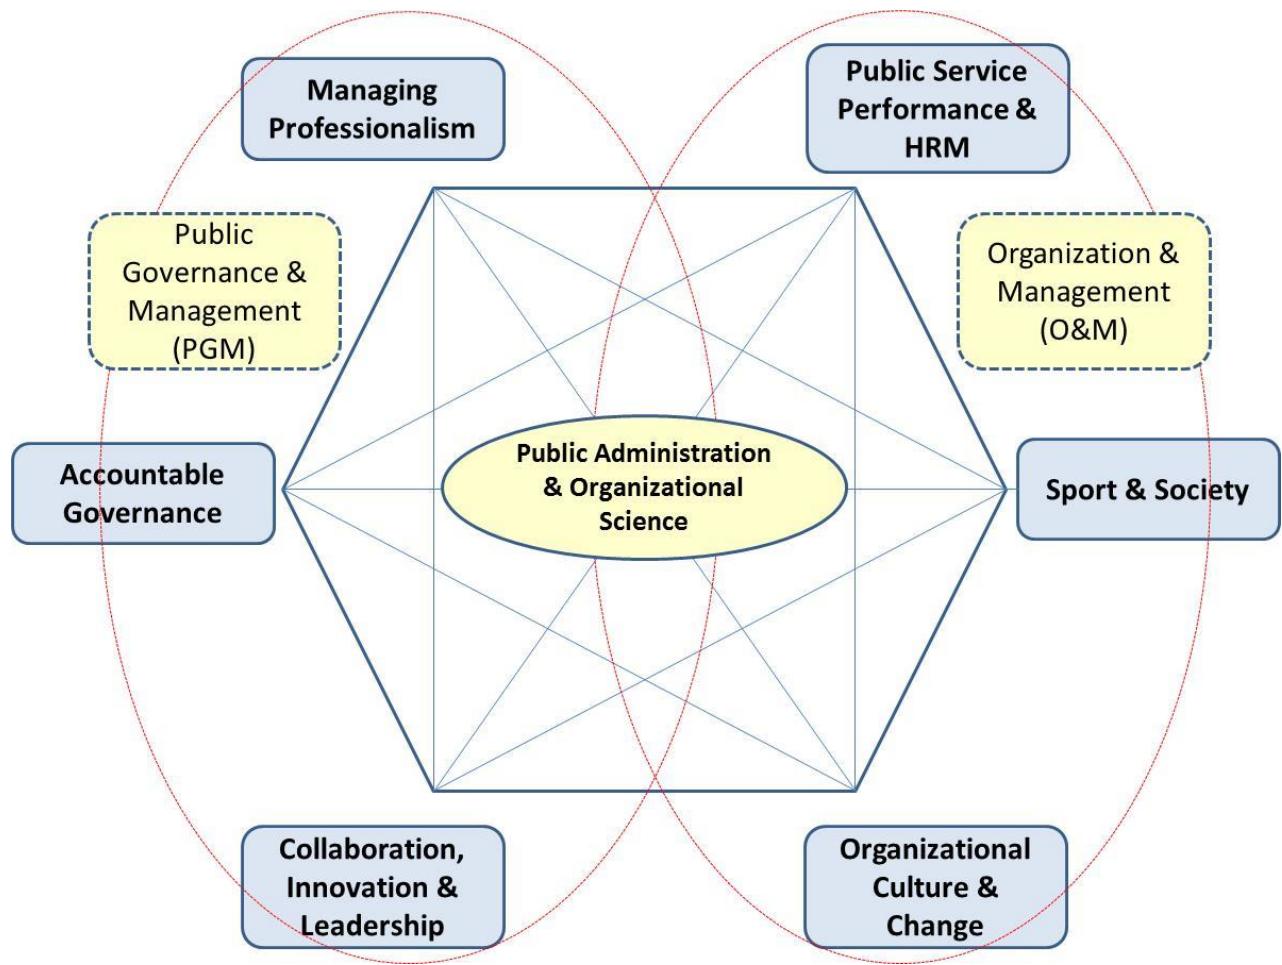 Managing
Professionalism
Public Service
Performance &
HRM
Public
Governance &
Management
(PGM)
Organization &
Management
(O&M)
Accountable
Governance
Public Administration
& Organizational
Science
Sport & Society
Collaboration,
Innovation &
Leadership
Organizational
Culture &
Change